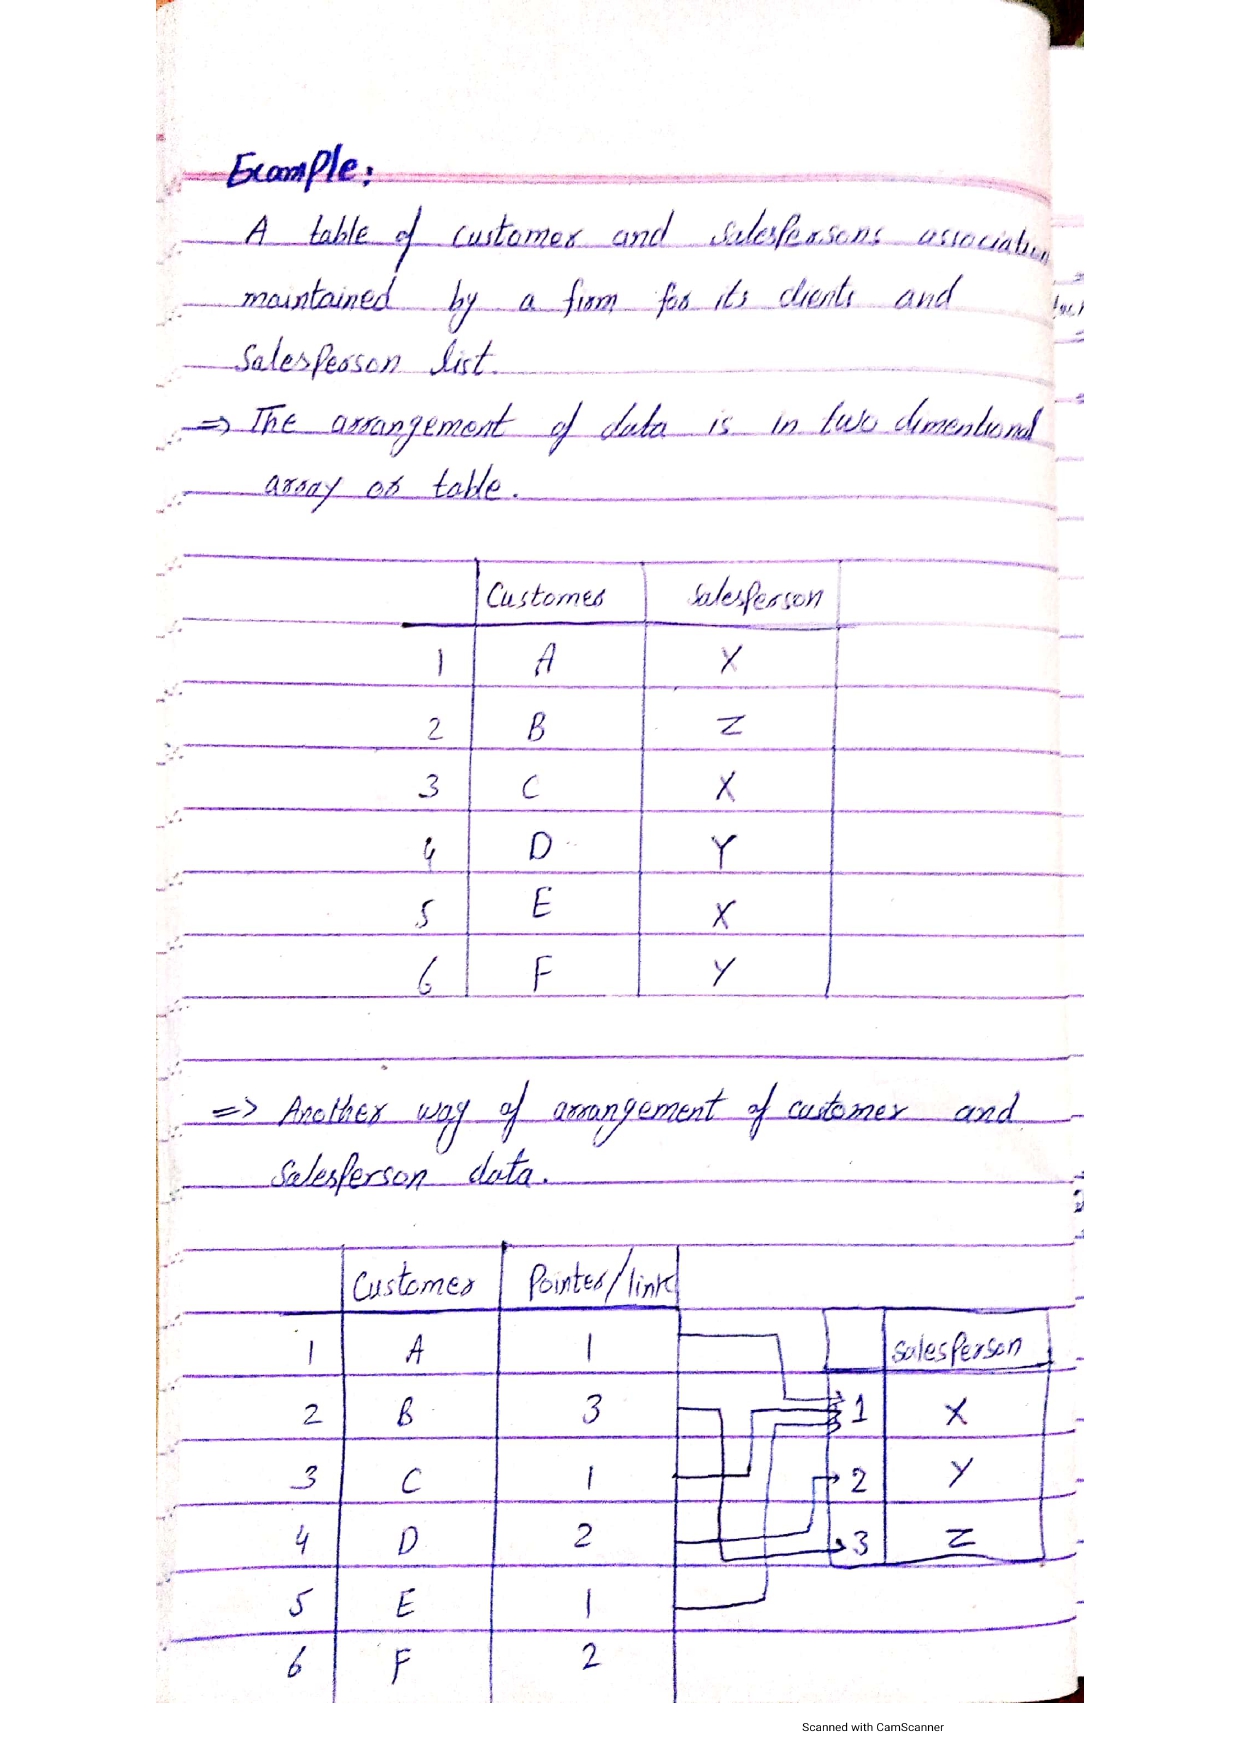 Example:
A table of customer and salespersons association
maintained by a firm for its clients and
Salesperson list.
=> The arrangement of data is in two dimentional
array or table.
Customer Salesperson
1 A X
2 B Z
3 C X
4 D Y
5 E X
6 F Y
=> Another way of arrangement of customer and
Salesperson data.
Customer Pointer/link
1 A 1
2 B 3
3 C 1
4 D 2
5 E 1
6 F 2
Salesperson
1 X
2 Y
3 Z
Scanned with CamScanner